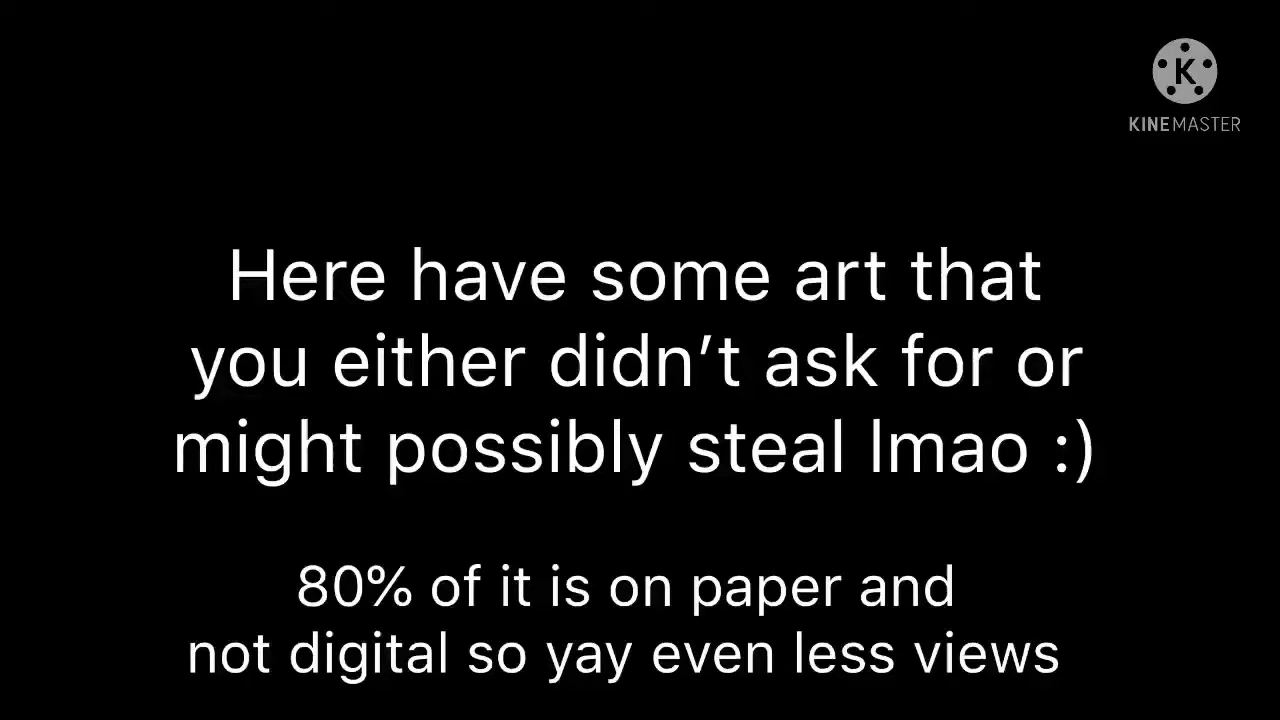 K
KINEMASTER
Here have some art that
you either didn’t ask for or
might possibly steal lmao :)
80% of it is on paper and
not digital so yay even less views